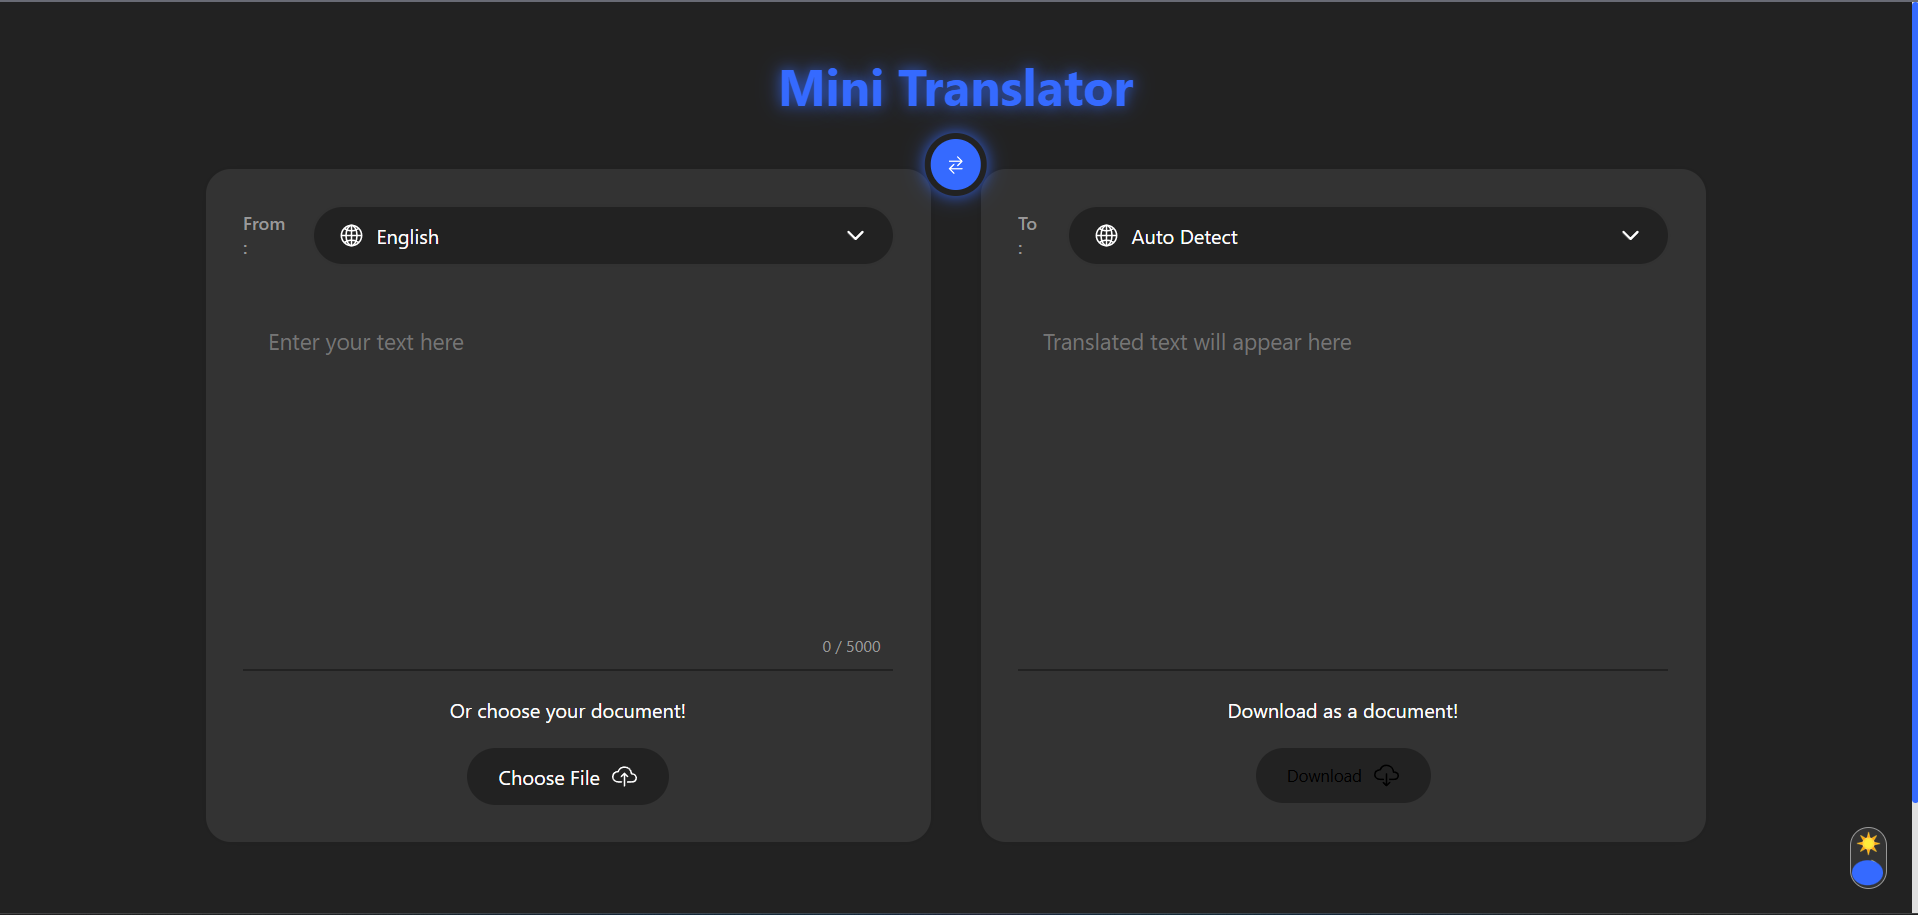 Mini Translator
From
:
English
To
:
Auto Detect
Enter your text here
Translated text will appear here
0 / 5000
Or choose your document!
Download as a document!
Choose File
Download